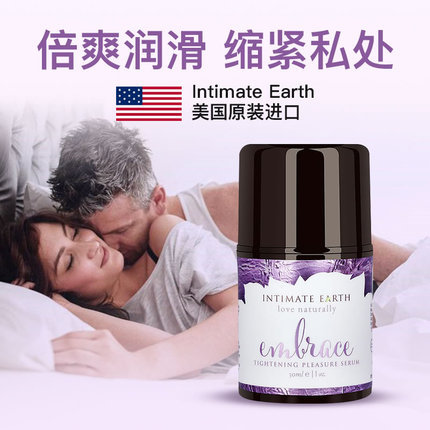 倍爽润滑 缩紧私处
Intimate Earth
美国原装进口
INTIMATE EARTH
love naturally
embrace
TIGHTENING PLEASURE SERUM
30ml e | 1 oz.